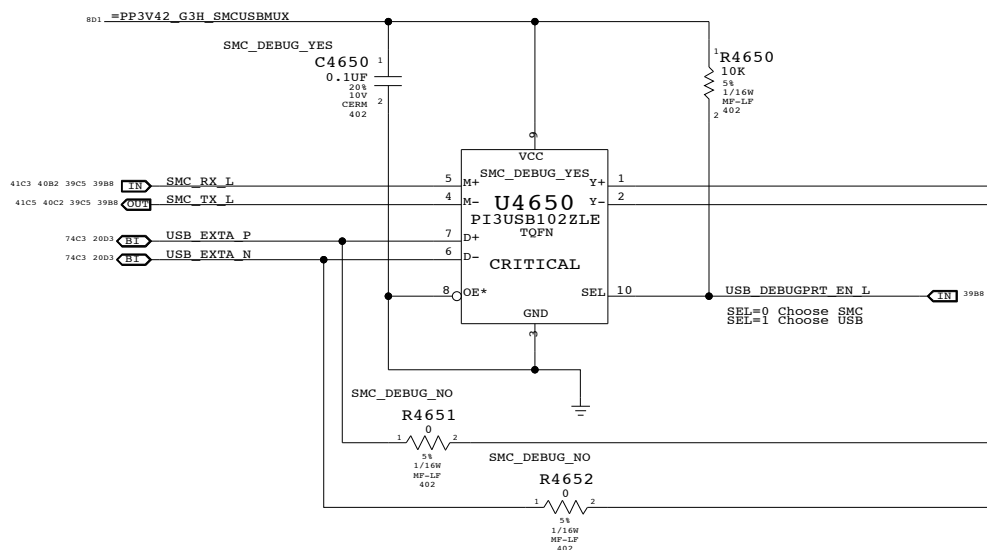 8D1 =PP3V42_G3H_SMCUSBMUX
SMC_DEBUG_YES
C4650
1
0.1UF
20%
10V
CERM
402
2
1
R4650
10K
5%
1/16W
MF-LF
402
2
9
VCC
SMC_DEBUG_YES
U4650
PI3USB102ZLE
TQFN
CRITICAL
GND
3
41C3 40B2 39C5 39B8 IN SMC_RX_L 5 M+
41C5 40C2 39C5 39B8 OUT SMC_TX_L 4 M-
74C3 20D3 BI USB_EXTA_P 7 D+
74C3 20D3 BI USB_EXTA_N 6 D-
8 OE*
Y+ 1
Y- 2
SEL 10
USB_DEBUGPRT_EN_L IN 39B8
SEL=0 Choose SMC
SEL=1 Choose USB
SMC_DEBUG_NO
R4651
1 0 2
5%
1/16W
MF-LF
402
SMC_DEBUG_NO
R4652
1 0 2
5%
1/16W
MF-LF
402